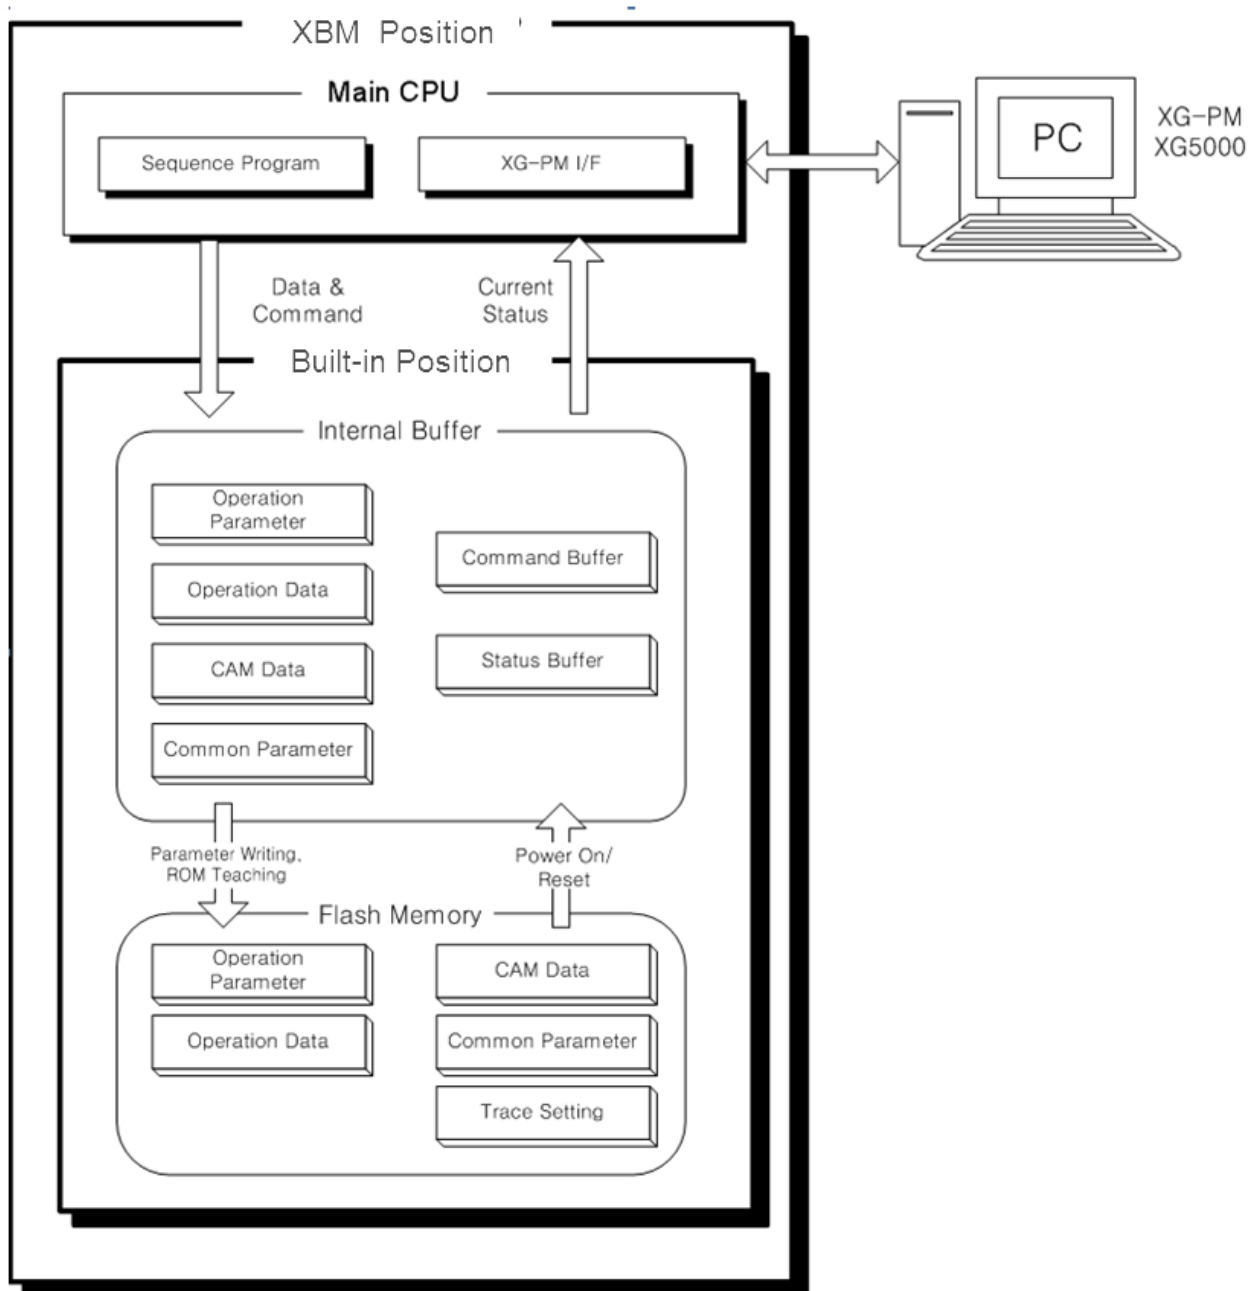 XBM Position
Main CPU
Sequence Program
XG-PM I/F
PC
XG-PM
XG5000
Data &
Command
Current
Status
Built-in Position
Internal Buffer
Operation
Parameter
Operation Data
CAM Data
Common Parameter
Command Buffer
Status Buffer
Parameter Writing,
ROM Teaching
Power On/
Reset
Flash Memory
Operation
Parameter
Operation Data
CAM Data
Common Parameter
Trace Setting